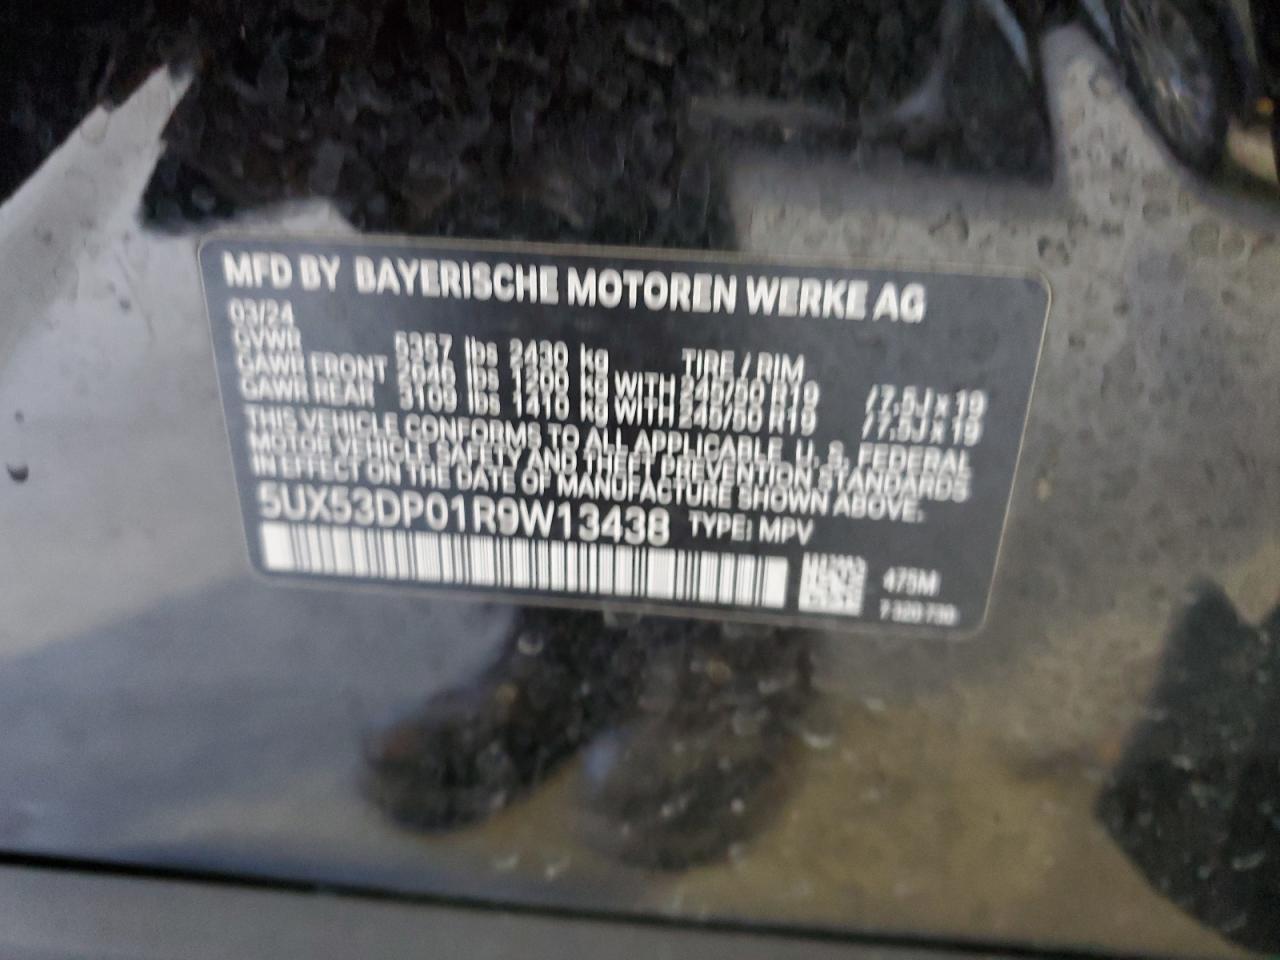 MFD BY BAYERISCHE MOTOREN WERKE AG
03/24
GVWR 5357 lbs 2430 kg TIRE / RIM
GAWR FRONT 2646 lbs 1200 kg WITH 245/50 R19 /7.5J x 19
GAWR REAR 3109 lbs 1410 kg WITH 245/50 R19 /7.5J x 19
THIS VEHICLE CONFORMS TO ALL APPLICABLE U. S. FEDERAL
MOTOR VEHICLE SAFETY AND THEFT PREVENTION STANDARDS
IN EFFECT ON THE DATE OF MANUFACTURE SHOWN ABOVE.
5UX53DP01R9W13438 TYPE: MPV
475M